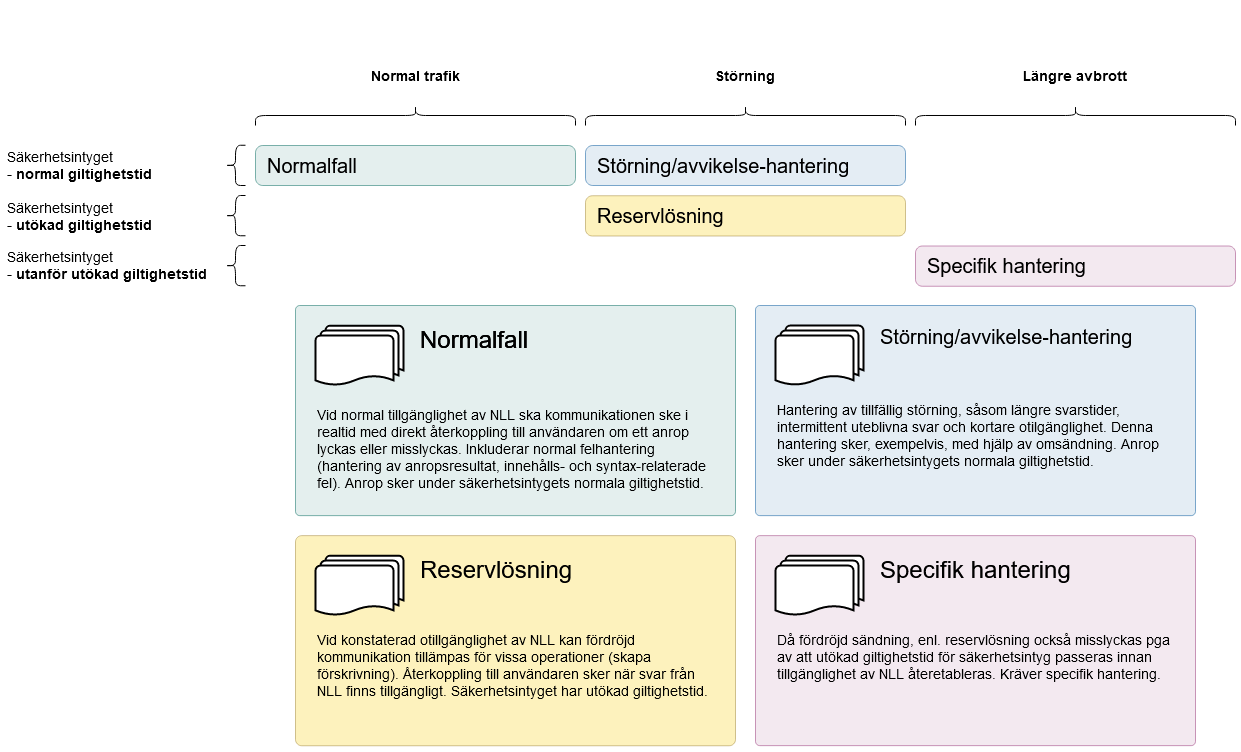 Normal trafik
Störning
Längre avbrott
Säkerhetsintyget
- normal giltighetstid
Normalfall
Störning/avvikelse-hantering
Säkerhetsintyget
- utökad giltighetstid
Reservlösning
Säkerhetsintyget
- utanför utökad giltighetstid
Specifik hantering
Normalfall
Vid normal tillgänglighet av NLL ska kommunikationen ske i
realtid med direkt återkoppling till användaren om ett anrop
lyckas eller misslyckas. Inkluderar normal felhantering
(hantering av anropsresultat, innehålls- och syntax-relaterade
fel). Anrop sker under säkerhetsintygets normala giltighetstid.
Störning/avvikelse-hantering
Hantering av tillfällig störning, såsom längre svarstider,
intermittent uteblivna svar och kortare otilgänglighet. Denna
hantering sker, exempelvis, med hjälp av omsändning. Anrop
sker under säkerhetsintygets normala giltighetstid.
Reservlösning
Vid konstaterad otillgänglighet av NLL kan fördröjd
kommunikation tillämpas för vissa operationer (skapa
förskrivning). Återkoppling till användaren sker när svar från
NLL finns tillgängligt. Säkerhetsintyget har utökad giltighetstid.
Specifik hantering
Då fördröjd sändning, enl. reservlösning också misslyckas pga
av att utökad giltighetstid för säkerhetsintyg passeras innan
tillgänglighet av NLL återetableras. Kräver specifik hantering.